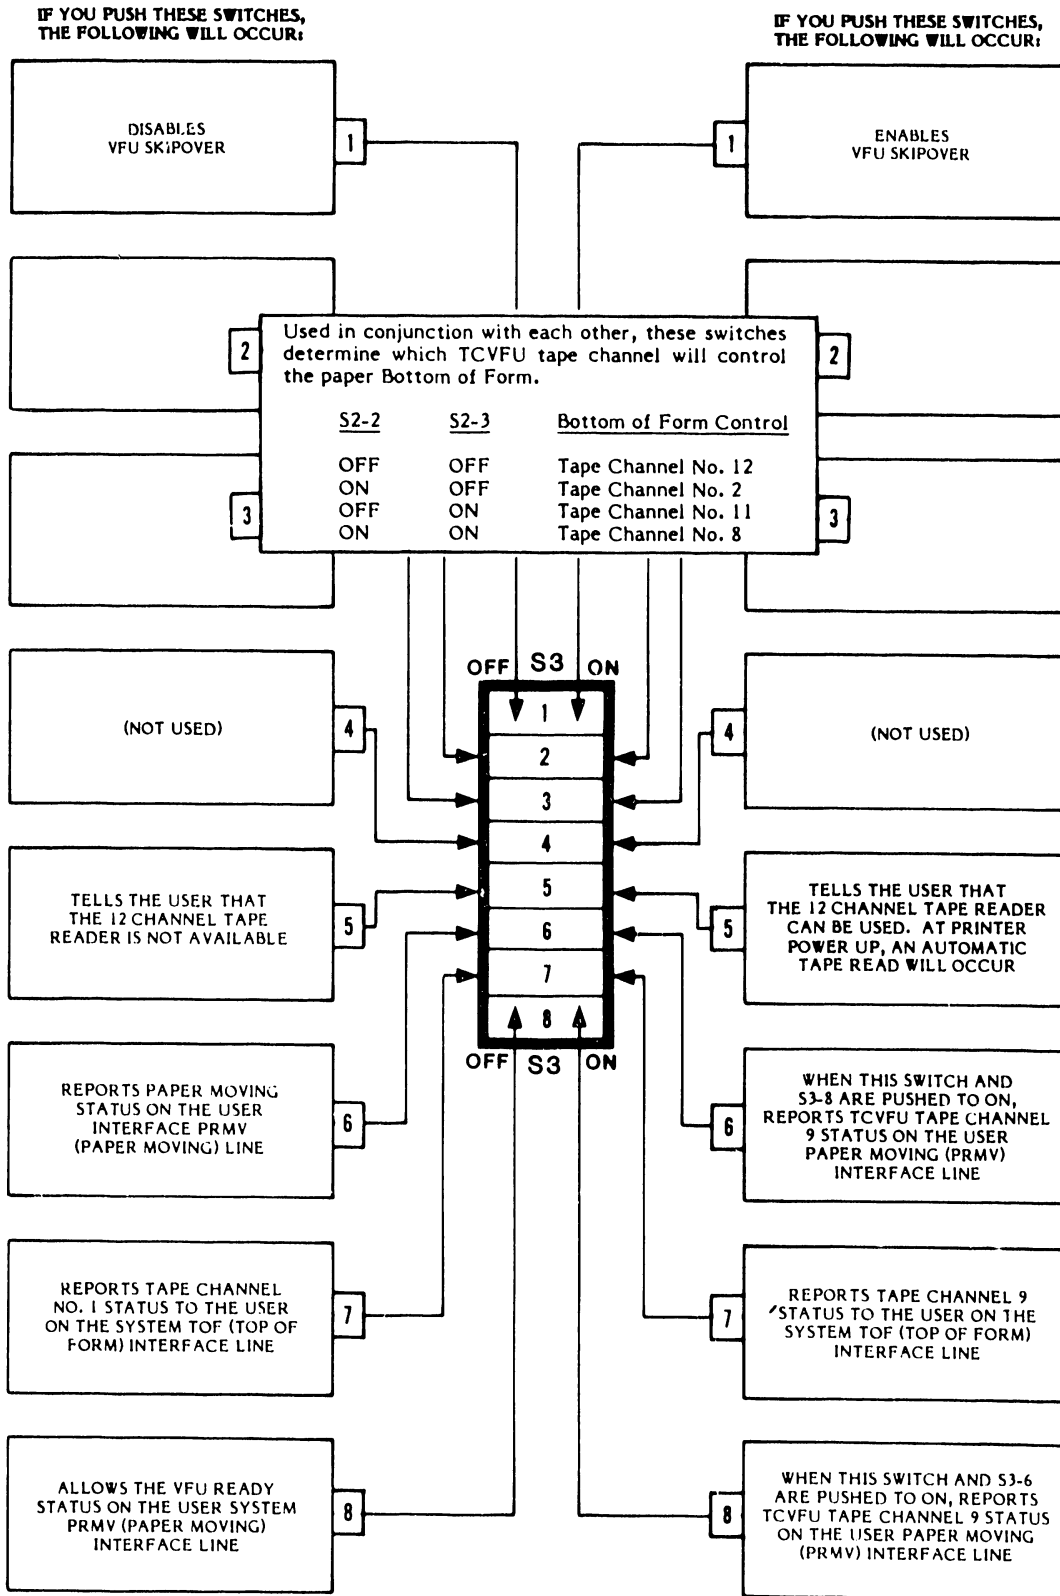 IF YOU PUSH THESE SWITCHES,
THE FOLLOWING WILL OCCUR:
IF YOU PUSH THESE SWITCHES,
THE FOLLOWING WILL OCCUR:
DISABLES
VFU SKIPOVER
1
1
ENABLES
VFU SKIPOVER
2
Used in conjunction with each other, these switches
determine which TCVFU tape channel will control
the paper Bottom of Form.
2
S2-2 S2-3 Bottom of Form Control
OFF OFF Tape Channel No. 12
ON OFF Tape Channel No. 2
OFF ON Tape Channel No. 11
ON ON Tape Channel No. 8
3
3
OFF S3 ON
1
2
3
4
5
6
7
8
OFF S3 ON
(NOT USED)
4
4
(NOT USED)
TELLS THE USER THAT
THE 12 CHANNEL TAPE
READER IS NOT AVAILABLE
5
5
TELLS THE USER THAT
THE 12 CHANNEL TAPE READER
CAN BE USED. AT PRINTER
POWER UP, AN AUTOMATIC
TAPE READ WILL OCCUR
REPORTS PAPER MOVING
STATUS ON THE USER
INTERFACE PRMV
(PAPER MOVING) LINE
6
6
WHEN THIS SWITCH AND
S3-8 ARE PUSHED TO ON,
REPORTS TCVFU TAPE CHANNEL
9 STATUS ON THE USER
PAPER MOVING (PRMV)
INTERFACE LINE
REPORTS TAPE CHANNEL
NO. 1 STATUS TO THE USER
ON THE SYSTEM TOF (TOP OF
FORM) INTERFACE LINE
7
7
REPORTS TAPE CHANNEL 9
STATUS TO THE USER ON THE
SYSTEM TOF (TOP OF FORM)
INTERFACE LINE
ALLOWS THE VFU READY
STATUS ON THE USER SYSTEM
PRMV (PAPER MOVING)
INTERFACE LINE
8
8
WHEN THIS SWITCH AND S3-6
ARE PUSHED TO ON, REPORTS
TCVFU TAPE CHANNEL 9 STATUS
ON THE USER PAPER MOVING
(PRMV) INTERFACE LINE